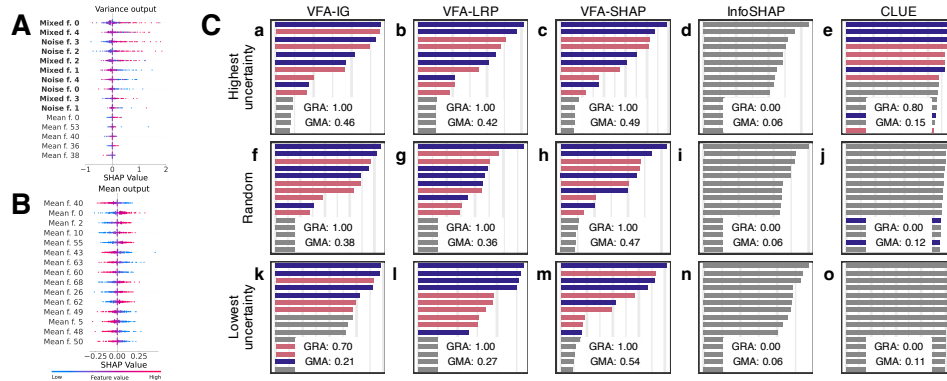 A
Variance output
Mixed f. 0
Mixed f. 4
Noise f. 3
Noise f. 2
Mixed f. 2
Mixed f. 1
Noise f. 4
Noise f. 0
Mixed f. 3
Noise f. 1
Mean f. 0
Mean f. 53
Mean f. 40
Mean f. 36
Mean f. 38
−1 0 1 2
SHAP Value
B
Mean output
Mean f. 40
Mean f. 0
Mean f. 2
Mean f. 10
Mean f. 55
Mean f. 43
Mean f. 63
Mean f. 60
Mean f. 68
Mean f. 26
Mean f. 62
Mean f. 49
Mean f. 5
Mean f. 48
Mean f. 50
−0.25 0.00 0.25
SHAP Value
Low Feature value High
C
VFA-IG VFA-LRP VFA-SHAP InfoSHAP CLUE
Highest
uncertainty
a
GRA: 1.00
GMA: 0.46
b
GRA: 1.00
GMA: 0.42
c
GRA: 1.00
GMA: 0.49
d
GRA: 0.00
GMA: 0.06
e
GRA: 0.80
GMA: 0.15
Random
f
GRA: 1.00
GMA: 0.38
g
GRA: 1.00
GMA: 0.36
h
GRA: 1.00
GMA: 0.47
i
GRA: 0.00
GMA: 0.06
j
GRA: 0.00
GMA: 0.12
Lowest
uncertainty
k
GRA: 0.70
GMA: 0.21
l
GRA: 1.00
GMA: 0.27
m
GRA: 1.00
GMA: 0.54
n
GRA: 0.00
GMA: 0.06
o
GRA: 0.00
GMA: 0.11